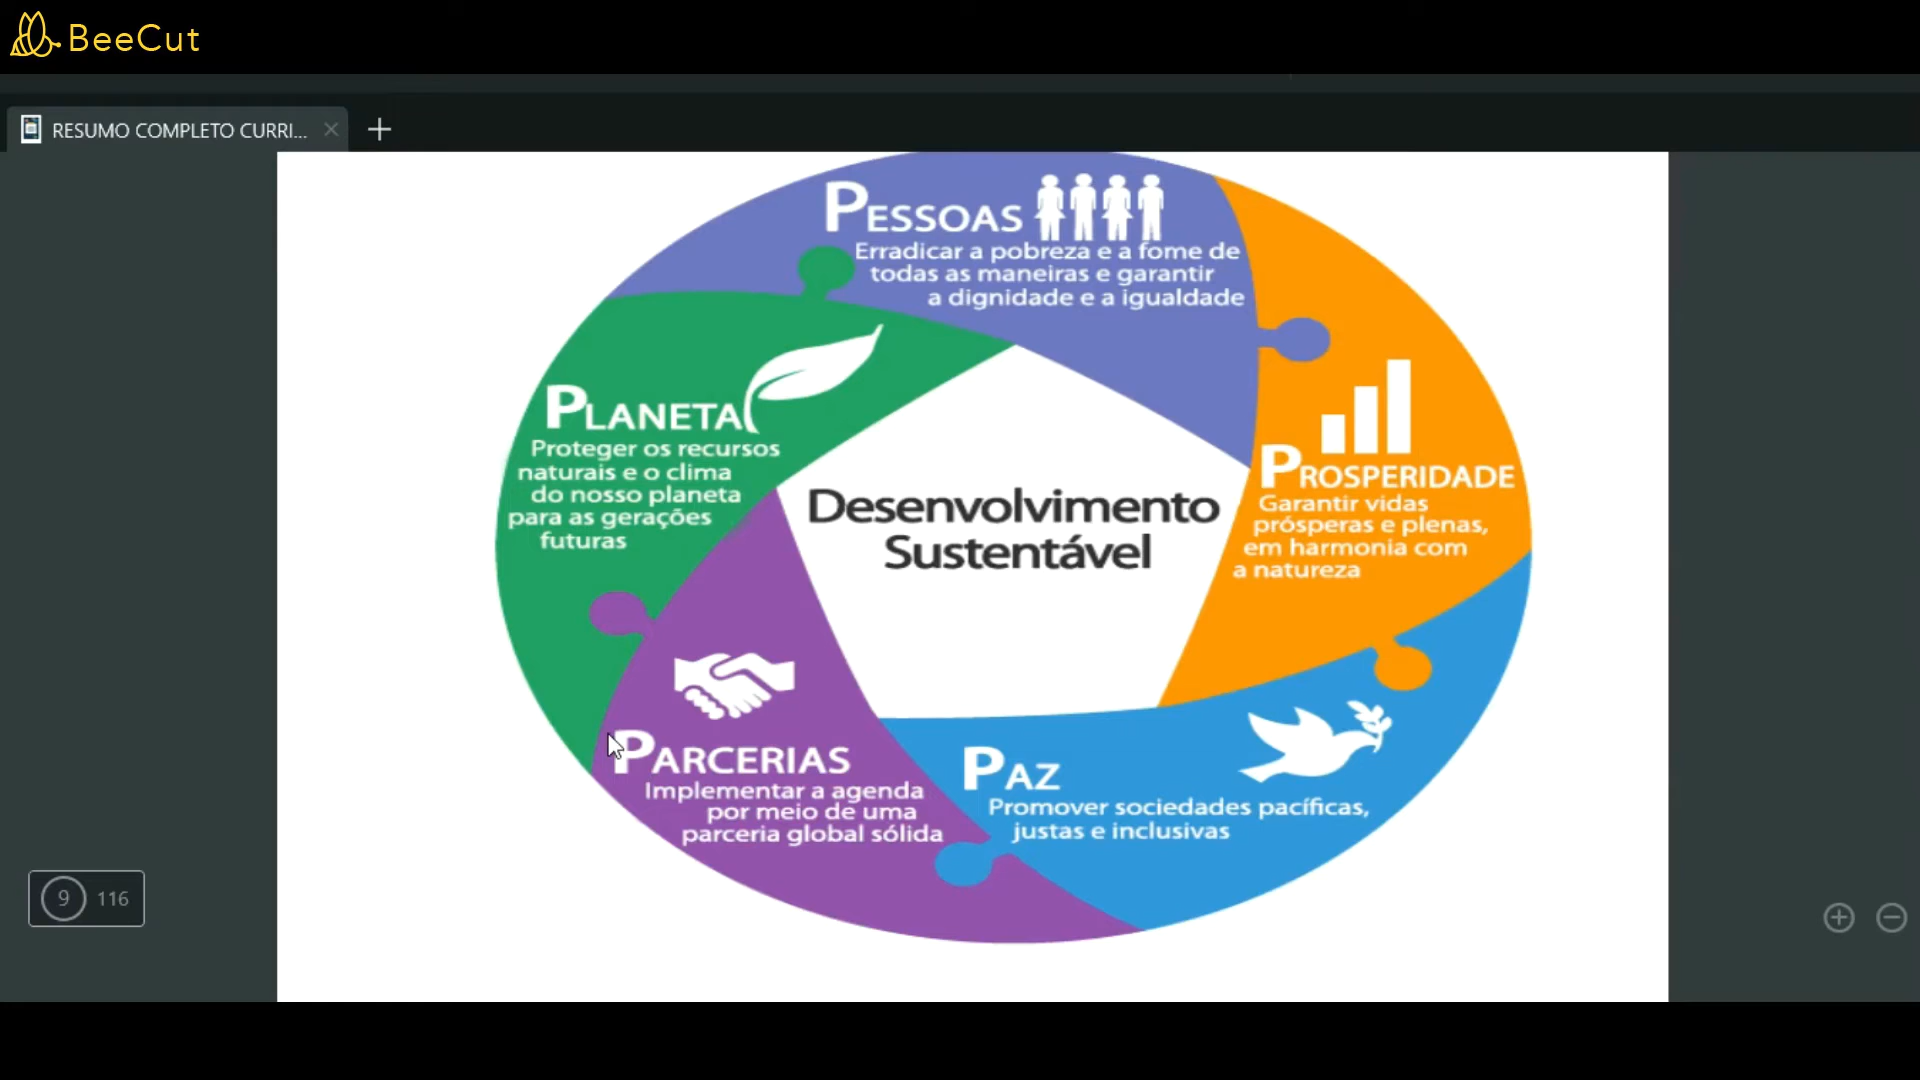 BeeCut
RESUMO COMPLETO CURRI...
PESSOAS
Erradicar a pobreza e a fome de
todas as maneiras e garantir
a dignidade e a igualdade
PLANETA
Proteger os recursos
naturais e o clima
do nosso planeta
para as gerações
futuras
Desenvolvimento
Sustentável
PROSPERIDADE
Garantir vidas
prósperas e plenas,
em harmonia com
a natureza
PARCERIAS
Implementar a agenda
por meio de uma
parceria global sólida
PAZ
Promover sociedades pacíficas,
justas e inclusivas
9 116